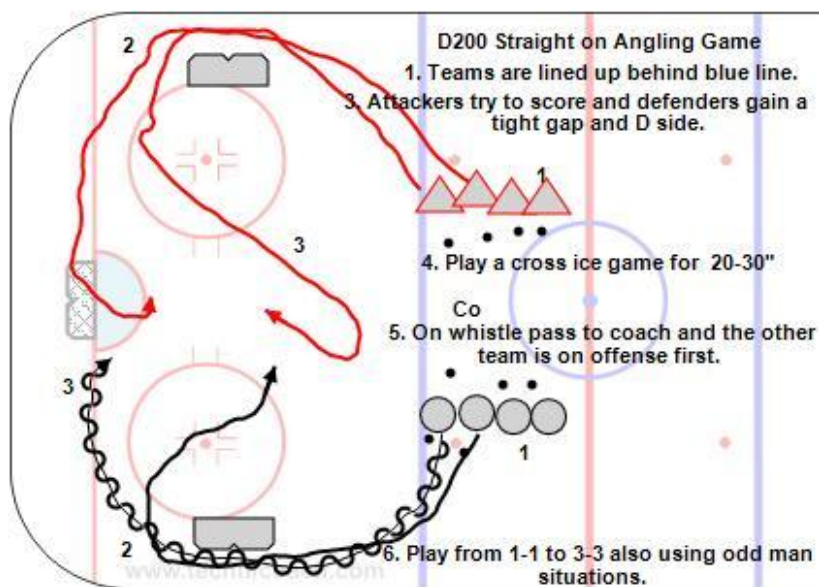 D200 Straight on Angling Game
1. Teams are lined up behind blue line.
3. Attackers try to score and defenders gain a
tight gap and D side.
2
1
3
4. Play a cross ice game for 20-30"
Co
5. On whistle pass to coach and the other
team is on offense first.
3
1
2
6. Play from 1-1 to 3-3 also using odd man
situations.